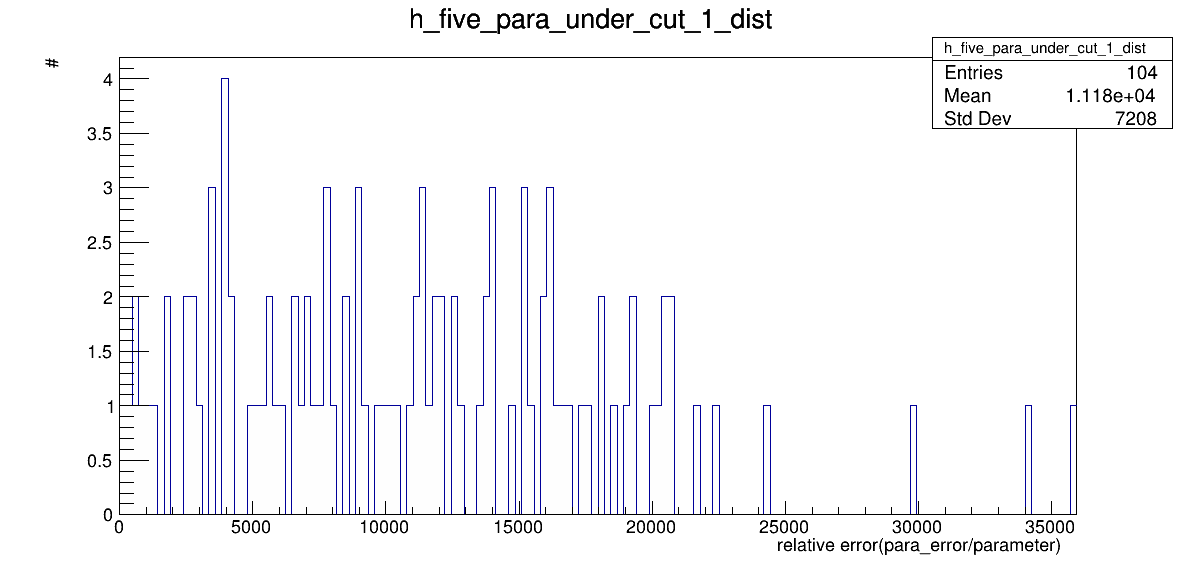 h_five_para_under_cut_1_dist
#
h_five_para_under_cut_1_dist
Entries 104
Mean 1.118e+04
Std Dev 7208
4
3.5
3
2.5
2
1.5
1
0.5
0
0 5000 10000 15000 20000 25000 30000 35000
relative error(para_error/parameter)